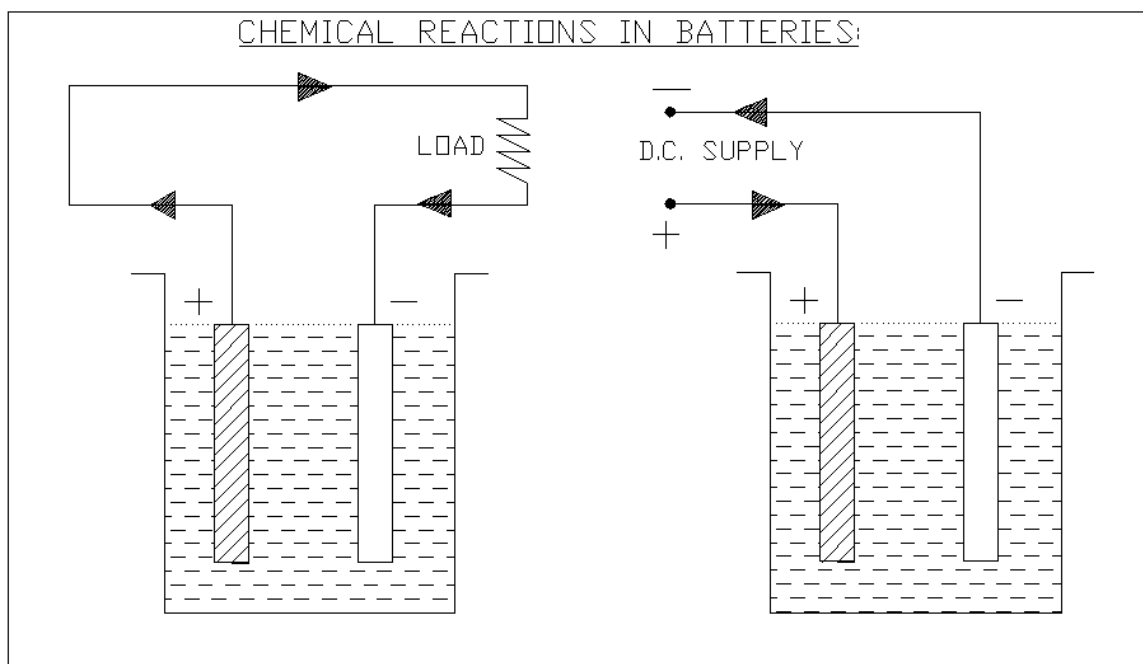 CHEMICAL REACTIONS IN BATTERIES:
LOAD
−
D.C. SUPPLY
+
+ −
+ −